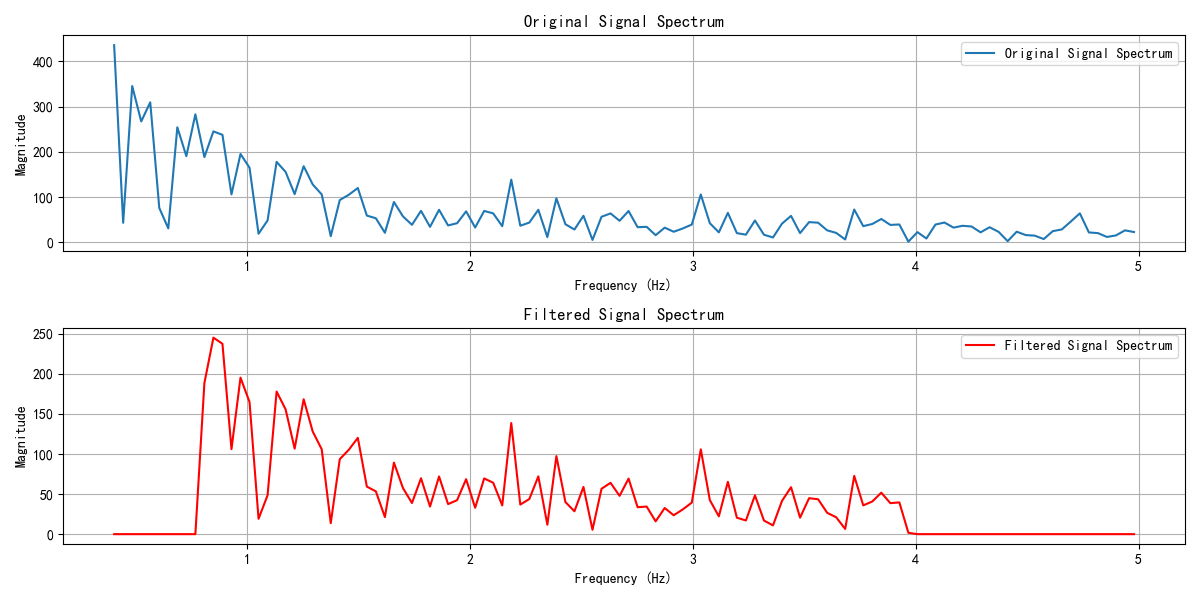 Original Signal Spectrum
Original Signal Spectrum
Magnitude
400
300
200
100
0
1 2 3 4 5
Frequency (Hz)
Filtered Signal Spectrum
Filtered Signal Spectrum
Magnitude
250
200
150
100
50
0
1 2 3 4 5
Frequency (Hz)